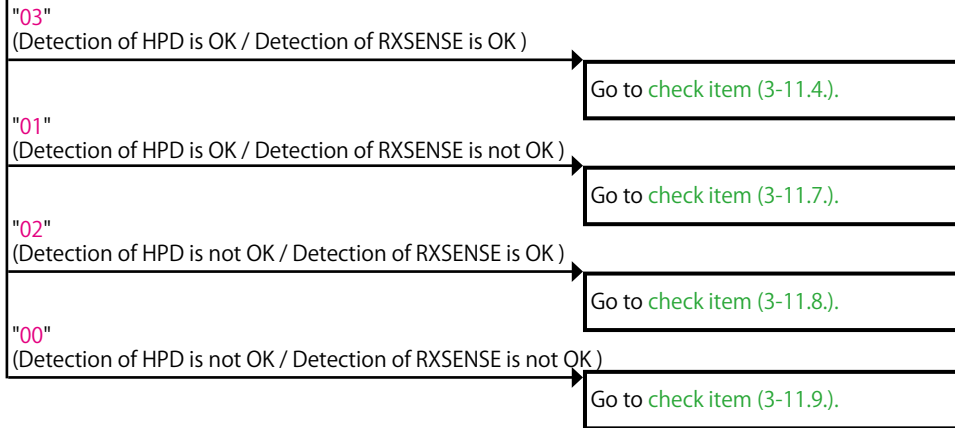 "03"
(Detection of HPD is OK / Detection of RXSENSE is OK )
Go to check item (3-11.4.).
"01"
(Detection of HPD is OK / Detection of RXSENSE is not OK )
Go to check item (3-11.7.).
"02"
(Detection of HPD is not OK / Detection of RXSENSE is OK )
Go to check item (3-11.8.).
"00"
(Detection of HPD is not OK / Detection of RXSENSE is not OK )
Go to check item (3-11.9.).